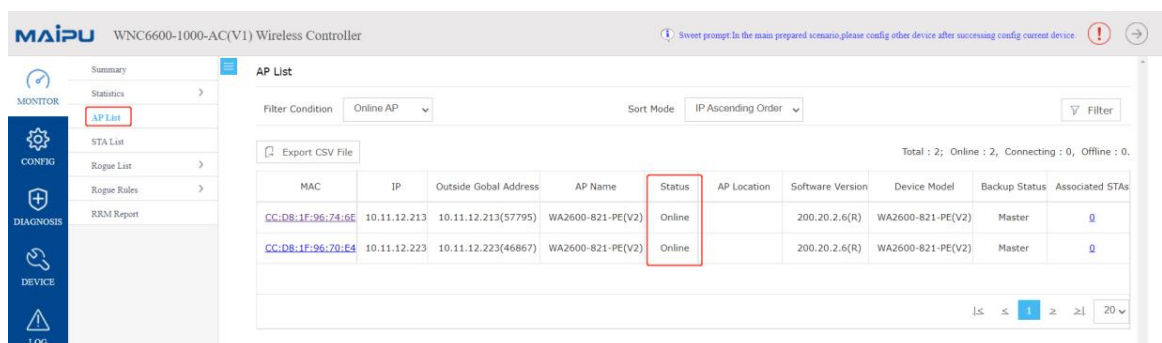 MAIPU WNC6600-1000-AC(V1) Wireless Controller
Sweet prompt:In the main prepared scenario,please config other device after successing config current device.
MONITOR
CONFIG
DIAGNOSIS
DEVICE
LOG
Summary
Statistics
AP List
STA List
Rogue List
Rogue Rules
RRM Report
AP List
Filter Condition Online AP Sort Mode IP Ascending Order Filter
Export CSV File Total : 2; Online : 2, Connecting : 0, Offline : 0.
MAC IP Outside Gobal Address AP Name Status AP Location Software Version Device Model Backup Status Associated STAs
CC:D8:1F:96:74:6E 10.11.12.213 10.11.12.213(57795) WA2600-821-PE(V2) Online 200.20.2.6(R) WA2600-821-PE(V2) Master 0
CC:D8:1F:96:70:E4 10.11.12.223 10.11.12.223(46867) WA2600-821-PE(V2) Online 200.20.2.6(R) WA2600-821-PE(V2) Master 0
|< < 1 > >| 20